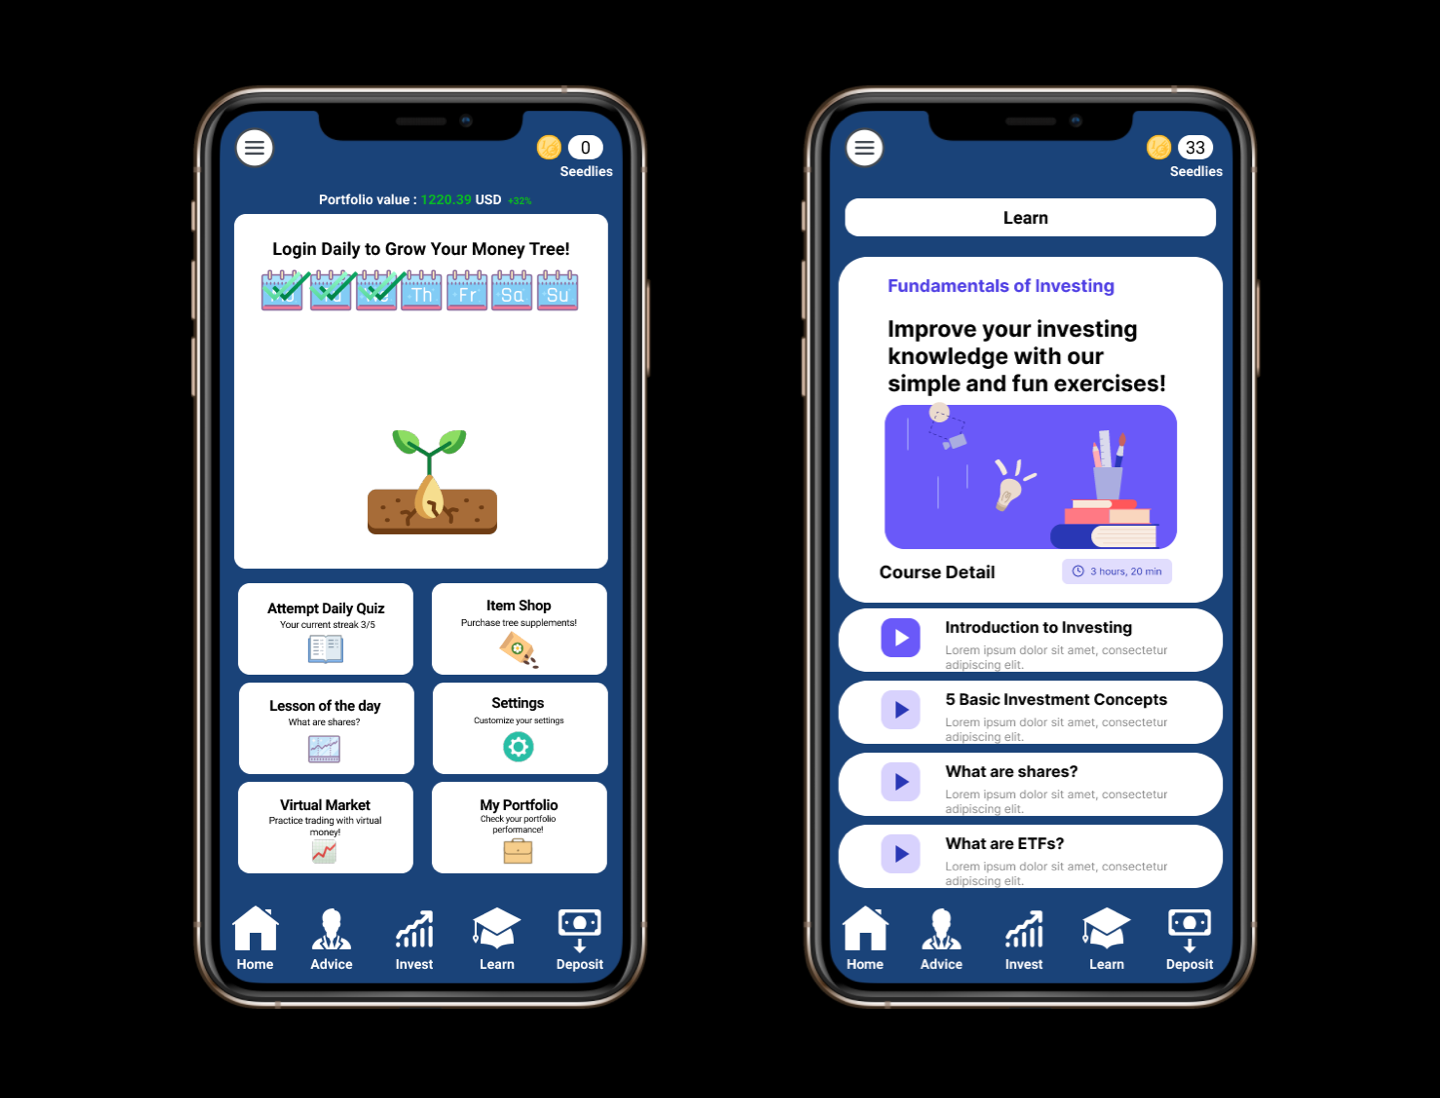 0
Seedlies
Portfolio value : 1220.39 USD +32%
Login Daily to Grow Your Money Tree!
Th Fr Sa Su
Attempt Daily Quiz
Your current streak 3/5
Item Shop
Purchase tree supplements!
Lesson of the day
What are shares?
Settings
Customize your settings
Virtual Market
Practice trading with virtual
money!
My Portfolio
Check your portfolio
performance!
Home Advice Invest Learn Deposit
33
Seedlies
Learn
Fundamentals of Investing
Improve your investing
knowledge with our
simple and fun exercises!
Course Detail
3 hours, 20 min
Introduction to Investing
Lorem ipsum dolor sit amet, consectetur
adipiscing elit.
5 Basic Investment Concepts
Lorem ipsum dolor sit amet, consectetur
adipiscing elit.
What are shares?
Lorem ipsum dolor sit amet, consectetur
adipiscing elit.
What are ETFs?
Lorem ipsum dolor sit amet, consectetur
adipiscing elit.
Home Advice Invest Learn Deposit